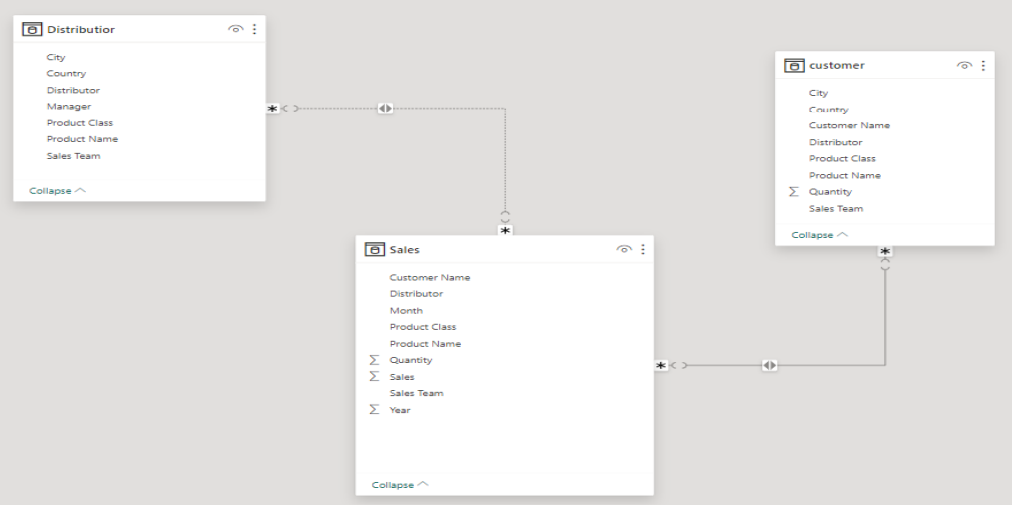 Distributior
City
Country
Distributor
Manager
Product Class
Product Name
Sales Team
Collapse
customer
City
Country
Customer Name
Distributor
Product Class
Product Name
Σ Quantity
Sales Team
Collapse
Sales
Customer Name
Distributor
Month
Product Class
Product Name
Σ Quantity
Σ Sales
Sales Team
Σ Year
Collapse